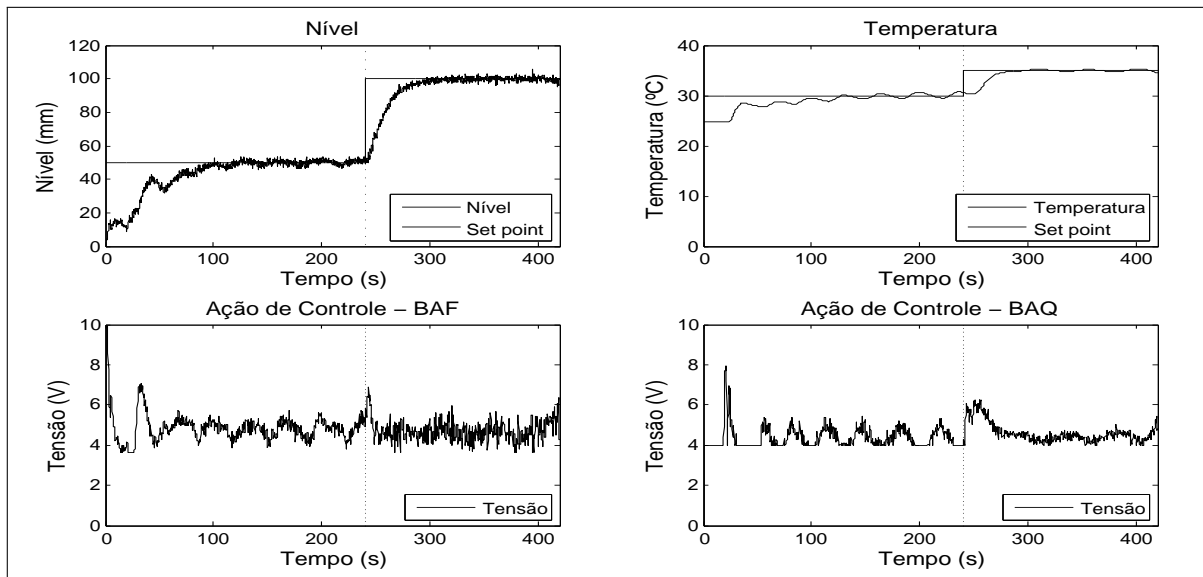 Nível
Nível (mm)
120
100
80
60
40
20
0
0 100 200 300 400
Tempo (s)
Nível
Set point
Temperatura
Temperatura (ºC)
40
30
20
10
0
0 100 200 300 400
Tempo (s)
Temperatura
Set point
Ação de Controle – BAF
Tensão (V)
10
8
6
4
2
0
0 100 200 300 400
Tempo (s)
Tensão
Ação de Controle – BAQ
Tensão (V)
10
8
6
4
2
0
0 100 200 300 400
Tempo (s)
Tensão